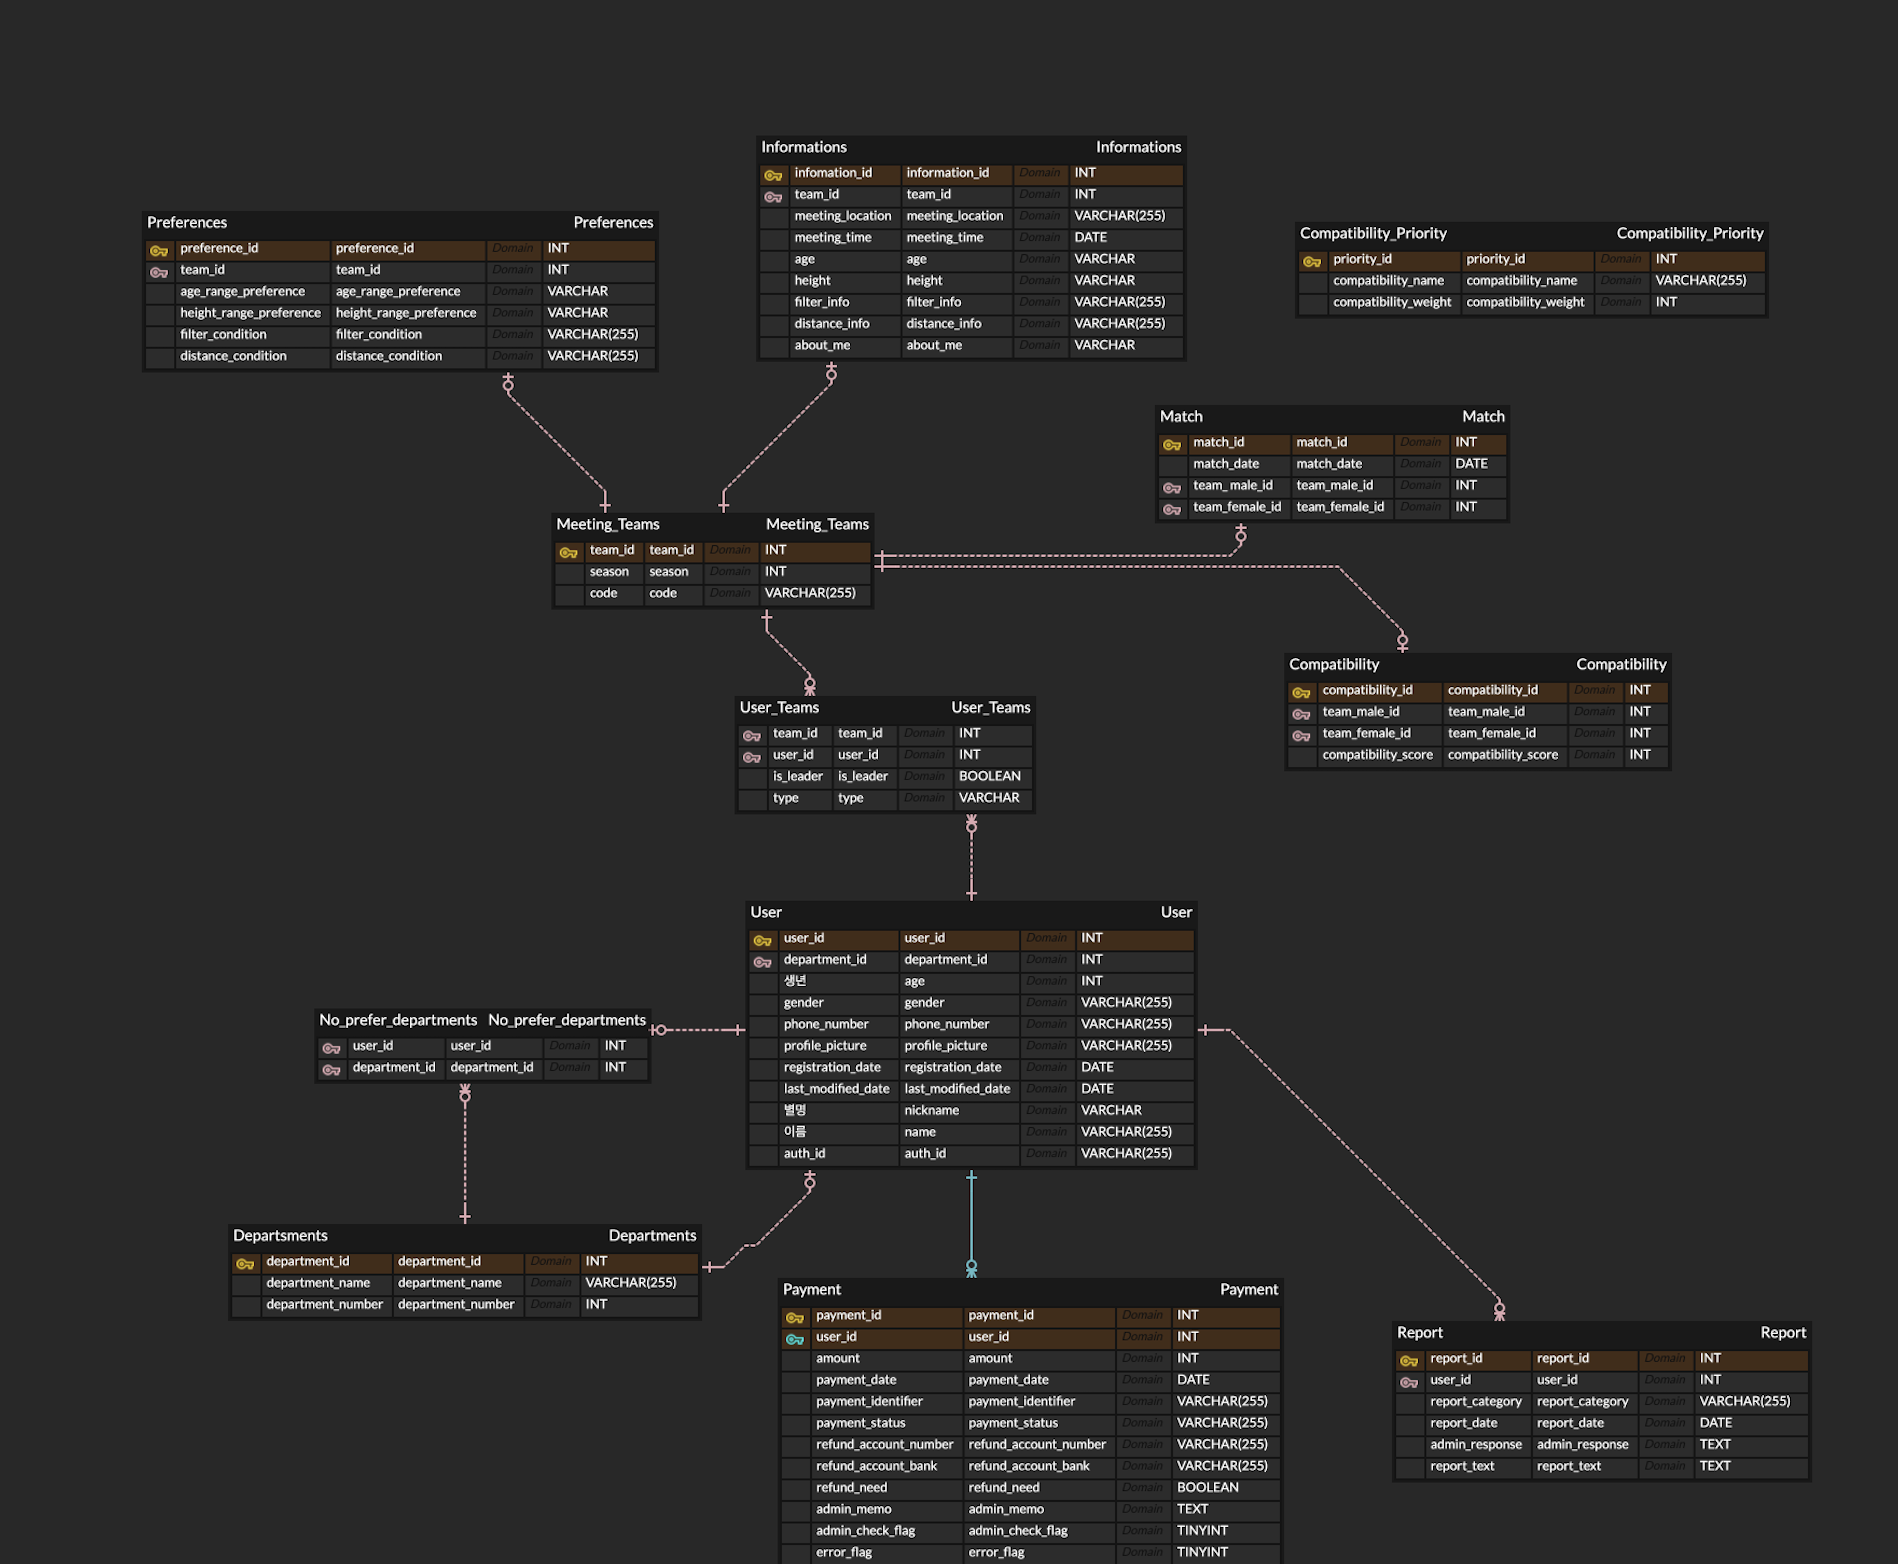 Informations Informations
infomation_id information_id Domain INT
team_id team_id Domain INT
meeting_location meeting_location Domain VARCHAR(255)
meeting_time meeting_time Domain DATE
age age Domain VARCHAR
height height Domain VARCHAR
filter_info filter_info Domain VARCHAR(255)
distance_info distance_info Domain VARCHAR(255)
about_me about_me Domain VARCHAR
Preferences Preferences
preference_id preference_id Domain INT
team_id team_id Domain INT
age_range_preference age_range_preference Domain VARCHAR
height_range_preference height_range_preference Domain VARCHAR
filter_condition filter_condition Domain VARCHAR(255)
distance_condition distance_condition Domain VARCHAR(255)
Compatibility_Priority Compatibility_Priority
priority_id priority_id Domain INT
compatibility_name compatibility_name Domain VARCHAR(255)
compatibility_weight compatibility_weight Domain INT
Match Match
match_id match_id Domain INT
match_date match_date Domain DATE
team_ male_id team_male_id Domain INT
team_female_id team_female_id Domain INT
Meeting_Teams Meeting_Teams
team_id team_id Domain INT
season season Domain INT
code code Domain VARCHAR(255)
Compatibility Compatibility
compatibility_id compatibility_id Domain INT
team_male_id team_male_id Domain INT
team_female_id team_female_id Domain INT
compatibility_score compatibility_score Domain INT
User_Teams User_Teams
team_id team_id Domain INT
user_id user_id Domain INT
is_leader is_leader Domain BOOLEAN
type type Domain VARCHAR
User User
user_id user_id Domain INT
department_id department_id Domain INT
생년 age Domain INT
gender gender Domain VARCHAR(255)
phone_number phone_number Domain VARCHAR(255)
profile_picture profile_picture Domain VARCHAR(255)
registration_date registration_date Domain DATE
last_modified_date last_modified_date Domain DATE
별명 nickname Domain VARCHAR
이름 name Domain VARCHAR(255)
auth_id auth_id Domain VARCHAR(255)
No_prefer_departments No_prefer_departments
user_id user_id Domain INT
department_id department_id Domain INT
Departsments Departments
department_id department_id Domain INT
department_name department_name Domain VARCHAR(255)
department_number department_number Domain INT
Payment Payment
payment_id payment_id Domain INT
user_id user_id Domain INT
amount amount Domain INT
payment_date payment_date Domain DATE
payment_identifier payment_identifier Domain VARCHAR(255)
payment_status payment_status Domain VARCHAR(255)
refund_account_number refund_account_number Domain VARCHAR(255)
refund_account_bank refund_account_bank Domain VARCHAR(255)
refund_need refund_need Domain BOOLEAN
admin_memo admin_memo Domain TEXT
admin_check_flag admin_check_flag Domain TINYINT
error_flag error_flag Domain TINYINT
Report Report
report_id report_id Domain INT
user_id user_id Domain INT
report_category report_category Domain VARCHAR(255)
report_date report_date Domain DATE
admin_response admin_response Domain TEXT
report_text report_text Domain TEXT